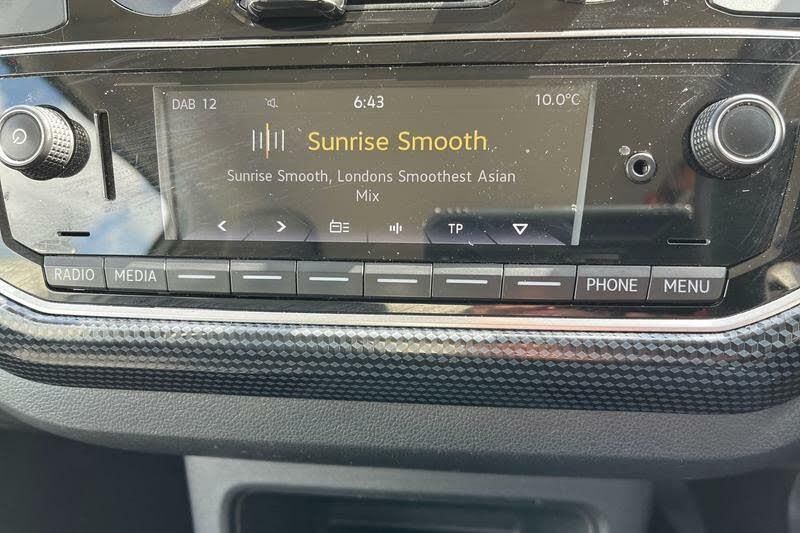 DAB 12 6:43 10.0°C
Sunrise Smooth
Sunrise Smooth, Londons Smoothest Asian
Mix
TP
RADIO MEDIA PHONE MENU